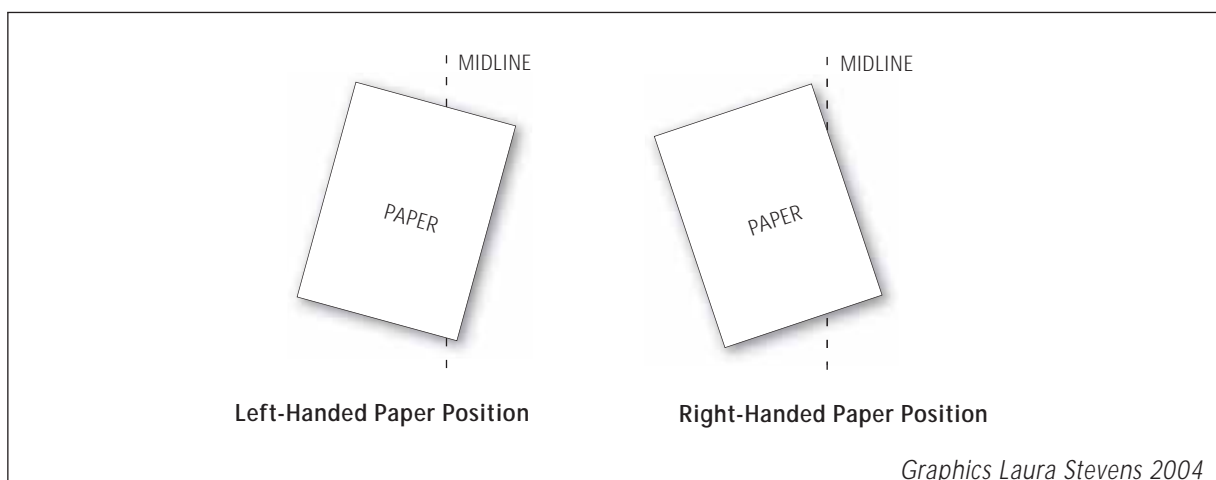 MIDLINE
MIDLINE
PAPER
PAPER
Left-Handed Paper Position
Right-Handed Paper Position
Graphics Laura Stevens 2004